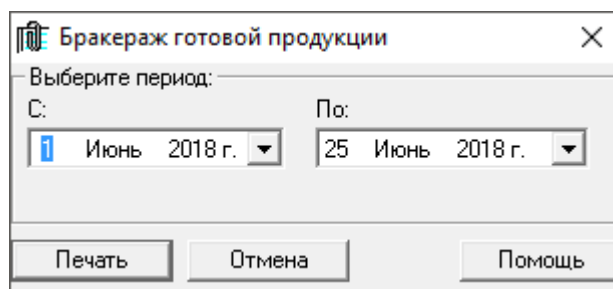 Бракераж готовой продукции
Выберите период:
С: По:
1 Июнь 2018 г. 25 Июнь 2018 г.
Печать Отмена Помощь